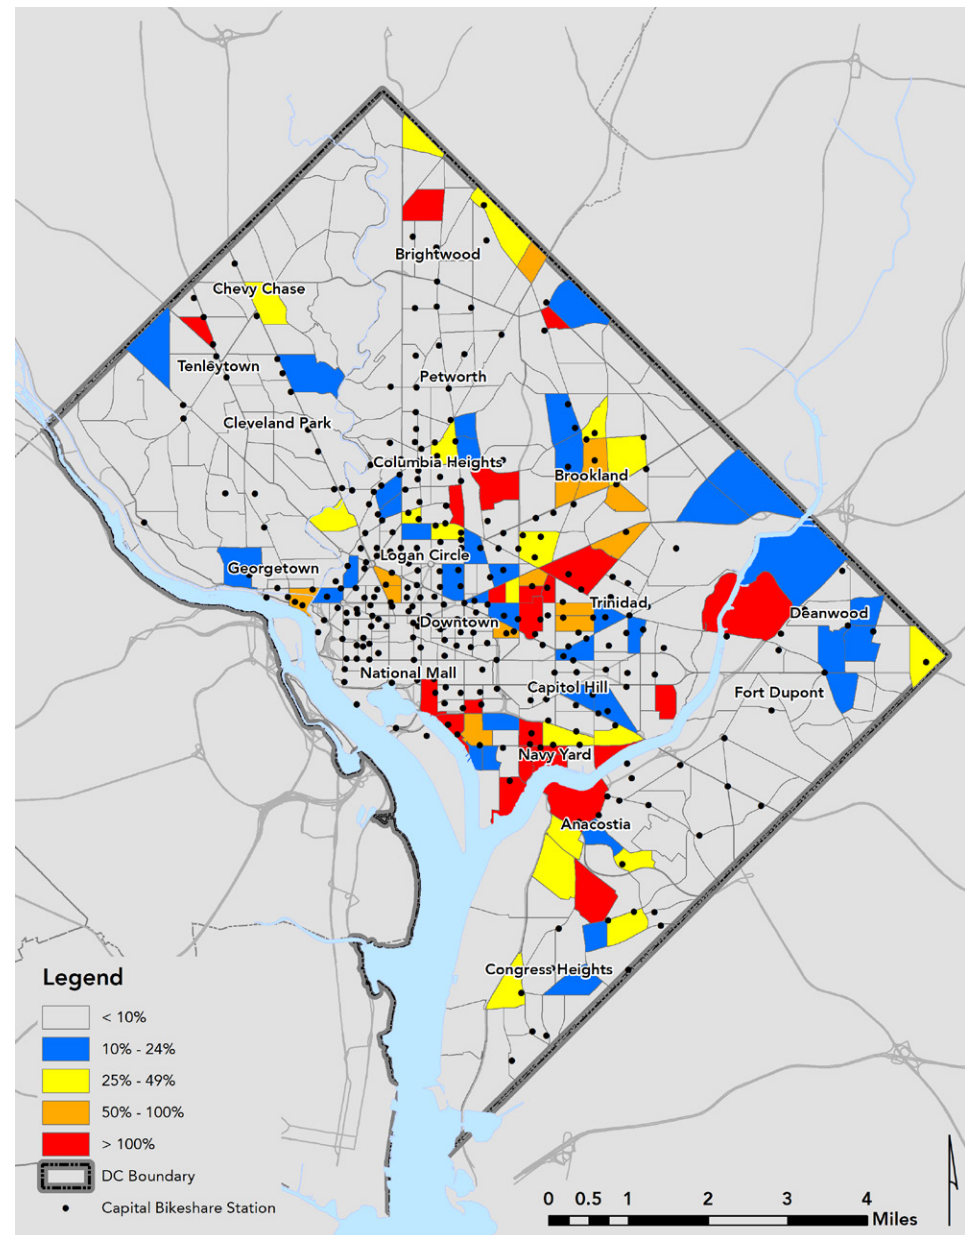 Brightwood
Chevy Chase
Tenleytown
Petworth
Cleveland Park
Columbia Heights
Brookland
Logan Circle
Georgetown
Trinidad
Deanwood
Downtown
National Mall
Capitol Hill
Fort Dupont
Navy Yard
Anacostia
Congress Heights
Legend
< 10%
10% - 24%
25% - 49%
50% - 100%
> 100%
DC Boundary
Capital Bikeshare Station
0 0.5 1 2 3 4
Miles